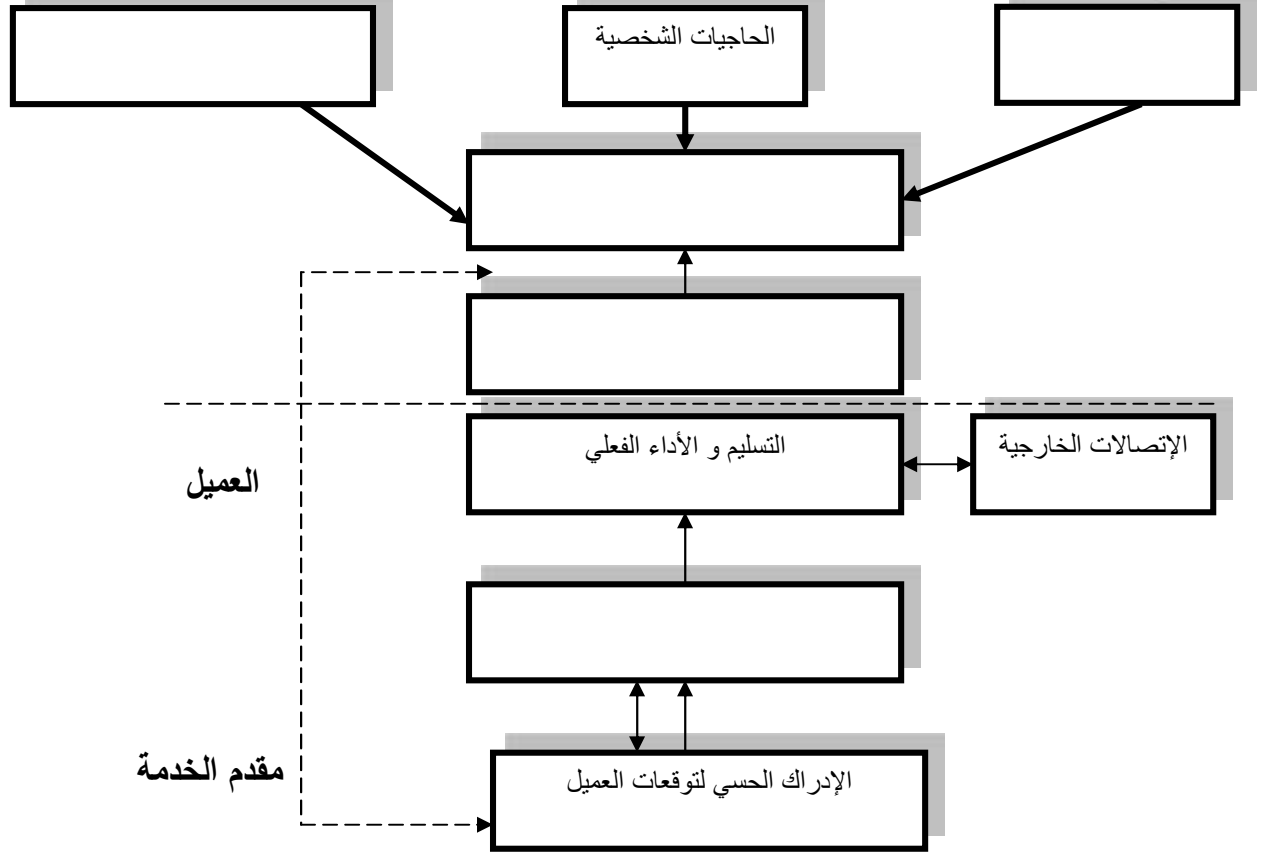 الحاجيات الشخصية
التسليم و الأداء الفعلي
الإتصالات الخارجية
العميل
مقدم الخدمة
الإدراك الحسي لتوقعات العميل